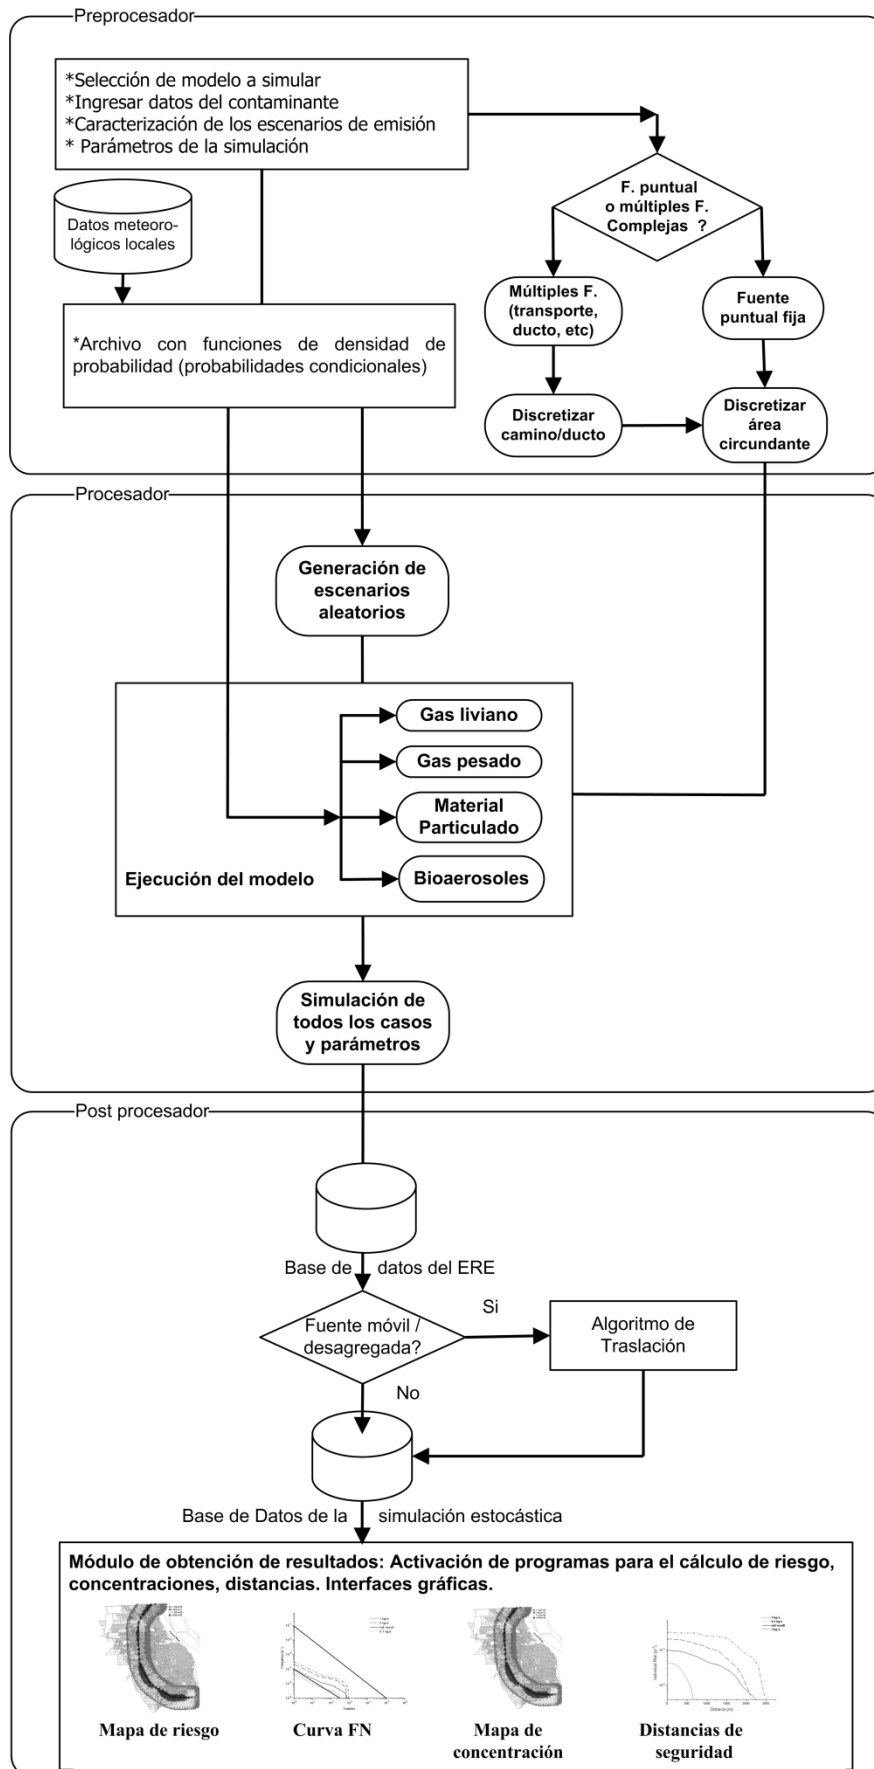 Preprocesador
*Selección de modelo a simular
*Ingresar datos del contaminante
*Caracterización de los escenarios de emisión
* Parámetros de la simulación
F. puntual
o múltiples F.
Complejas ?
Datos meteoro-
lógicos locales
Múltiples F.
(transporte,
ducto, etc)
Fuente
puntual fija
*Archivo con funciones de densidad de
probabilidad (probabilidades condicionales)
Discretizar
camino/ducto
Discretizar
área
circundante
Procesador
Generación de
escenarios
aleatorios
Gas liviano
Gas pesado
Material
Particulado
Ejecución del modelo
Bioaerosoles
Simulación de
todos los casos
y parámetros
Post procesador
Base de datos del ERE
Fuente móvil /
desagregada?
Si
Algoritmo de
Traslación
No
Base de Datos de la simulación estocástica
Módulo de obtención de resultados: Activación de programas para el cálculo de riesgo,
concentraciones, distancias. Interfaces gráficas.
Mapa de riesgo
Curva FN
Mapa de
concentración
Distancias de
seguridad